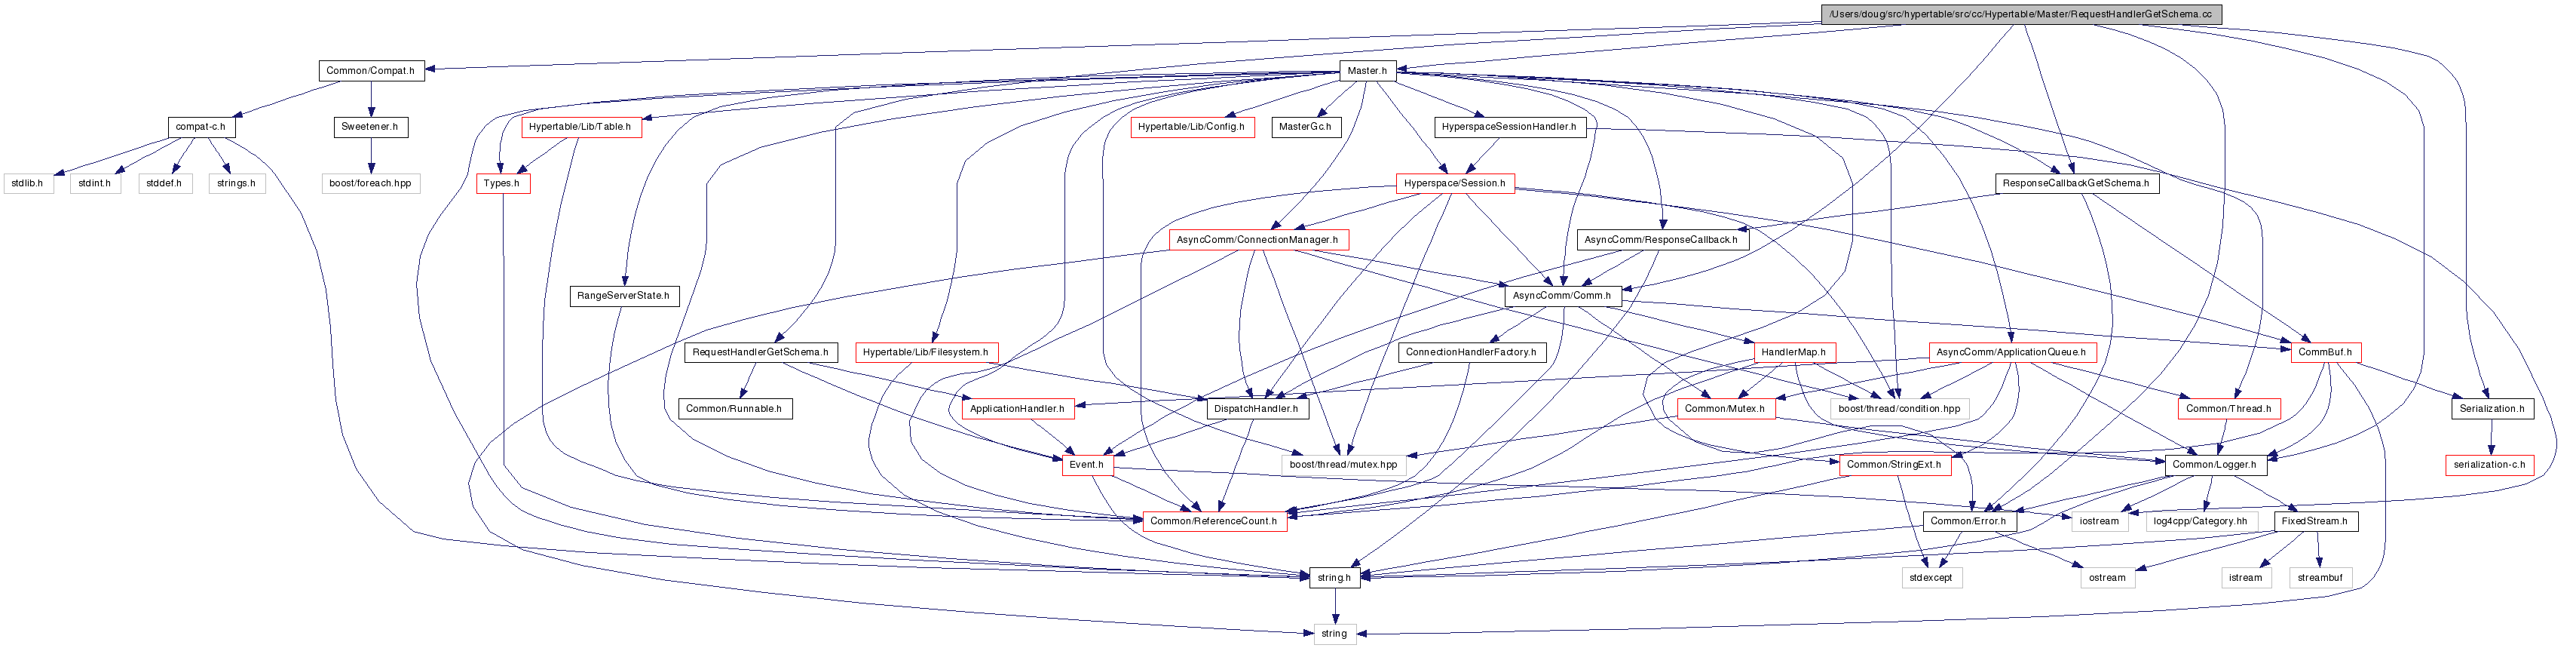 /Users/doug/src/hypertable/src/cc/Hypertable/Master/RequestHandlerGetSchema.cc
Common/Compat.h
Master.h
compat-c.h
Sweetener.h
Hypertable/Lib/Table.h
Hypertable/Lib/Config.h
MasterGc.h
HyperspaceSessionHandler.h
stdlib.h
stdint.h
stddef.h
strings.h
boost/foreach.hpp
Types.h
Hyperspace/Session.h
ResponseCallbackGetSchema.h
AsyncComm/ConnectionManager.h
AsyncComm/ResponseCallback.h
RangeServerState.h
AsyncComm/Comm.h
RequestHandlerGetSchema.h
Hypertable/Lib/Filesystem.h
ConnectionHandlerFactory.h
HandlerMap.h
AsyncComm/ApplicationQueue.h
CommBuf.h
Common/Runnable.h
ApplicationHandler.h
DispatchHandler.h
Common/Mutex.h
boost/thread/condition.hpp
Common/Thread.h
Serialization.h
Event.h
boost/thread/mutex.hpp
Common/StringExt.h
Common/Logger.h
serialization-c.h
Common/ReferenceCount.h
Common/Error.h
iostream
log4cpp/Category.hh
FixedStream.h
string.h
stdexcept
ostream
istream
streambuf
string